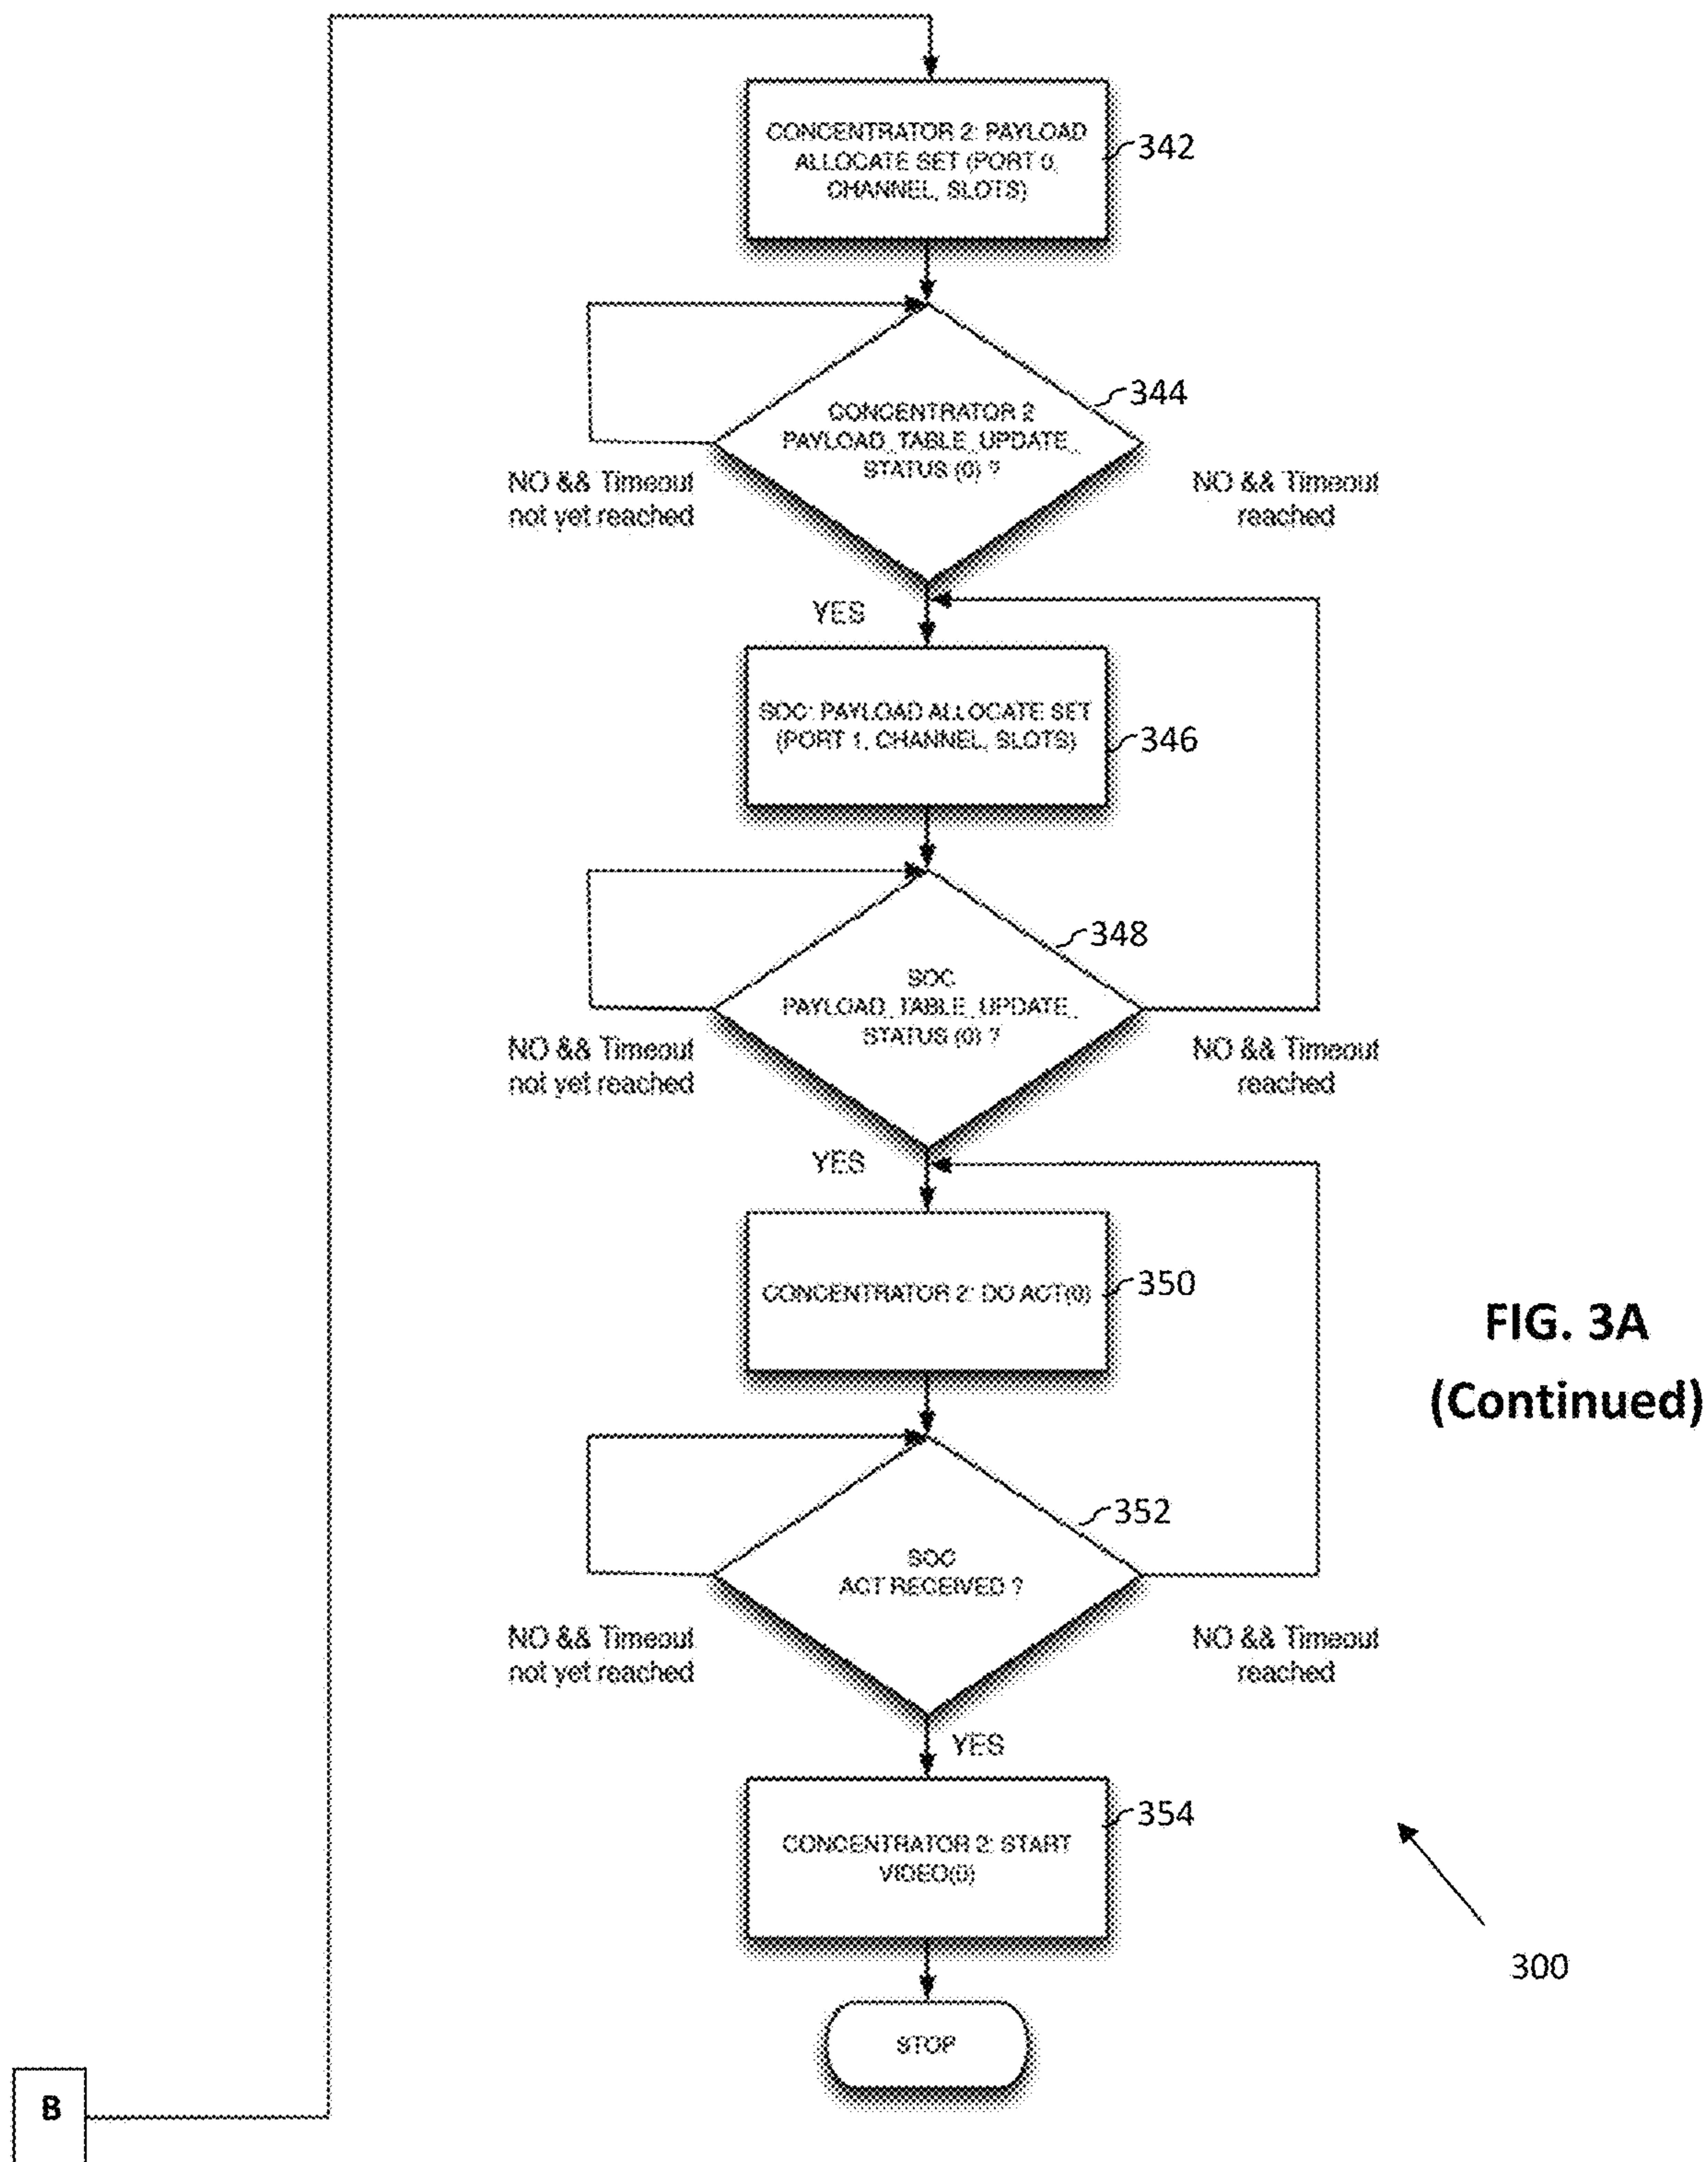 CONCENTRATOR 2: PAYLOAD
ALLOCATE SET (PORT 0,
CHANNEL, SLOTS)
342
344
CONCENTRATOR 2
PAYLOAD_TABLE_UPDATE_
STATUS (0) ?
NO && Timeout
not yet reached
NO && Timeout
reached
YES
SOC: PAYLOAD ALLOCATE SET
(PORT 1, CHANNEL, SLOTS)
346
348
SOC
PAYLOAD_TABLE_UPDATE_
STATUS (0) ?
NO && Timeout
not yet reached
NO && Timeout
reached
YES
CONCENTRATOR 2: DO ACT(0)
350
FIG. 3A
(Continued)
352
SOC
ACT RECEIVED ?
NO && Timeout
not yet reached
NO && Timeout
reached
YES
CONCENTRATOR 2: START
VIDEO(0)
354
300
STOP
B